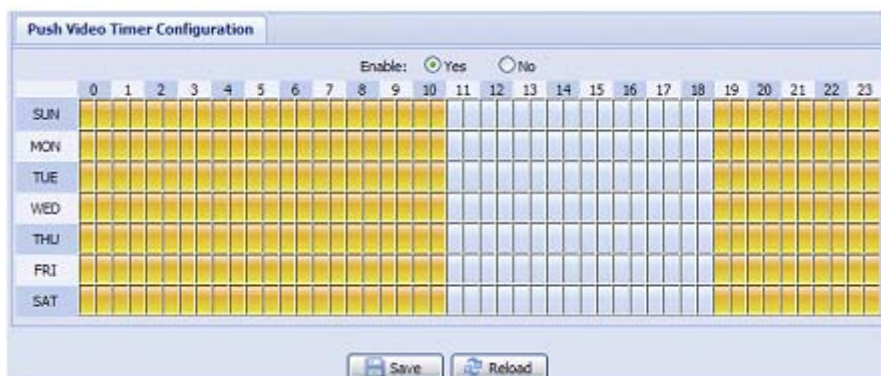 Push Video Timer Configuration
Enable: Yes No
0 1 2 3 4 5 6 7 8 9 10 11 12 13 14 15 16 17 18 19 20 21 22 23
SUN
MON
TUE
WED
THU
FRI
SAT
Save Reload